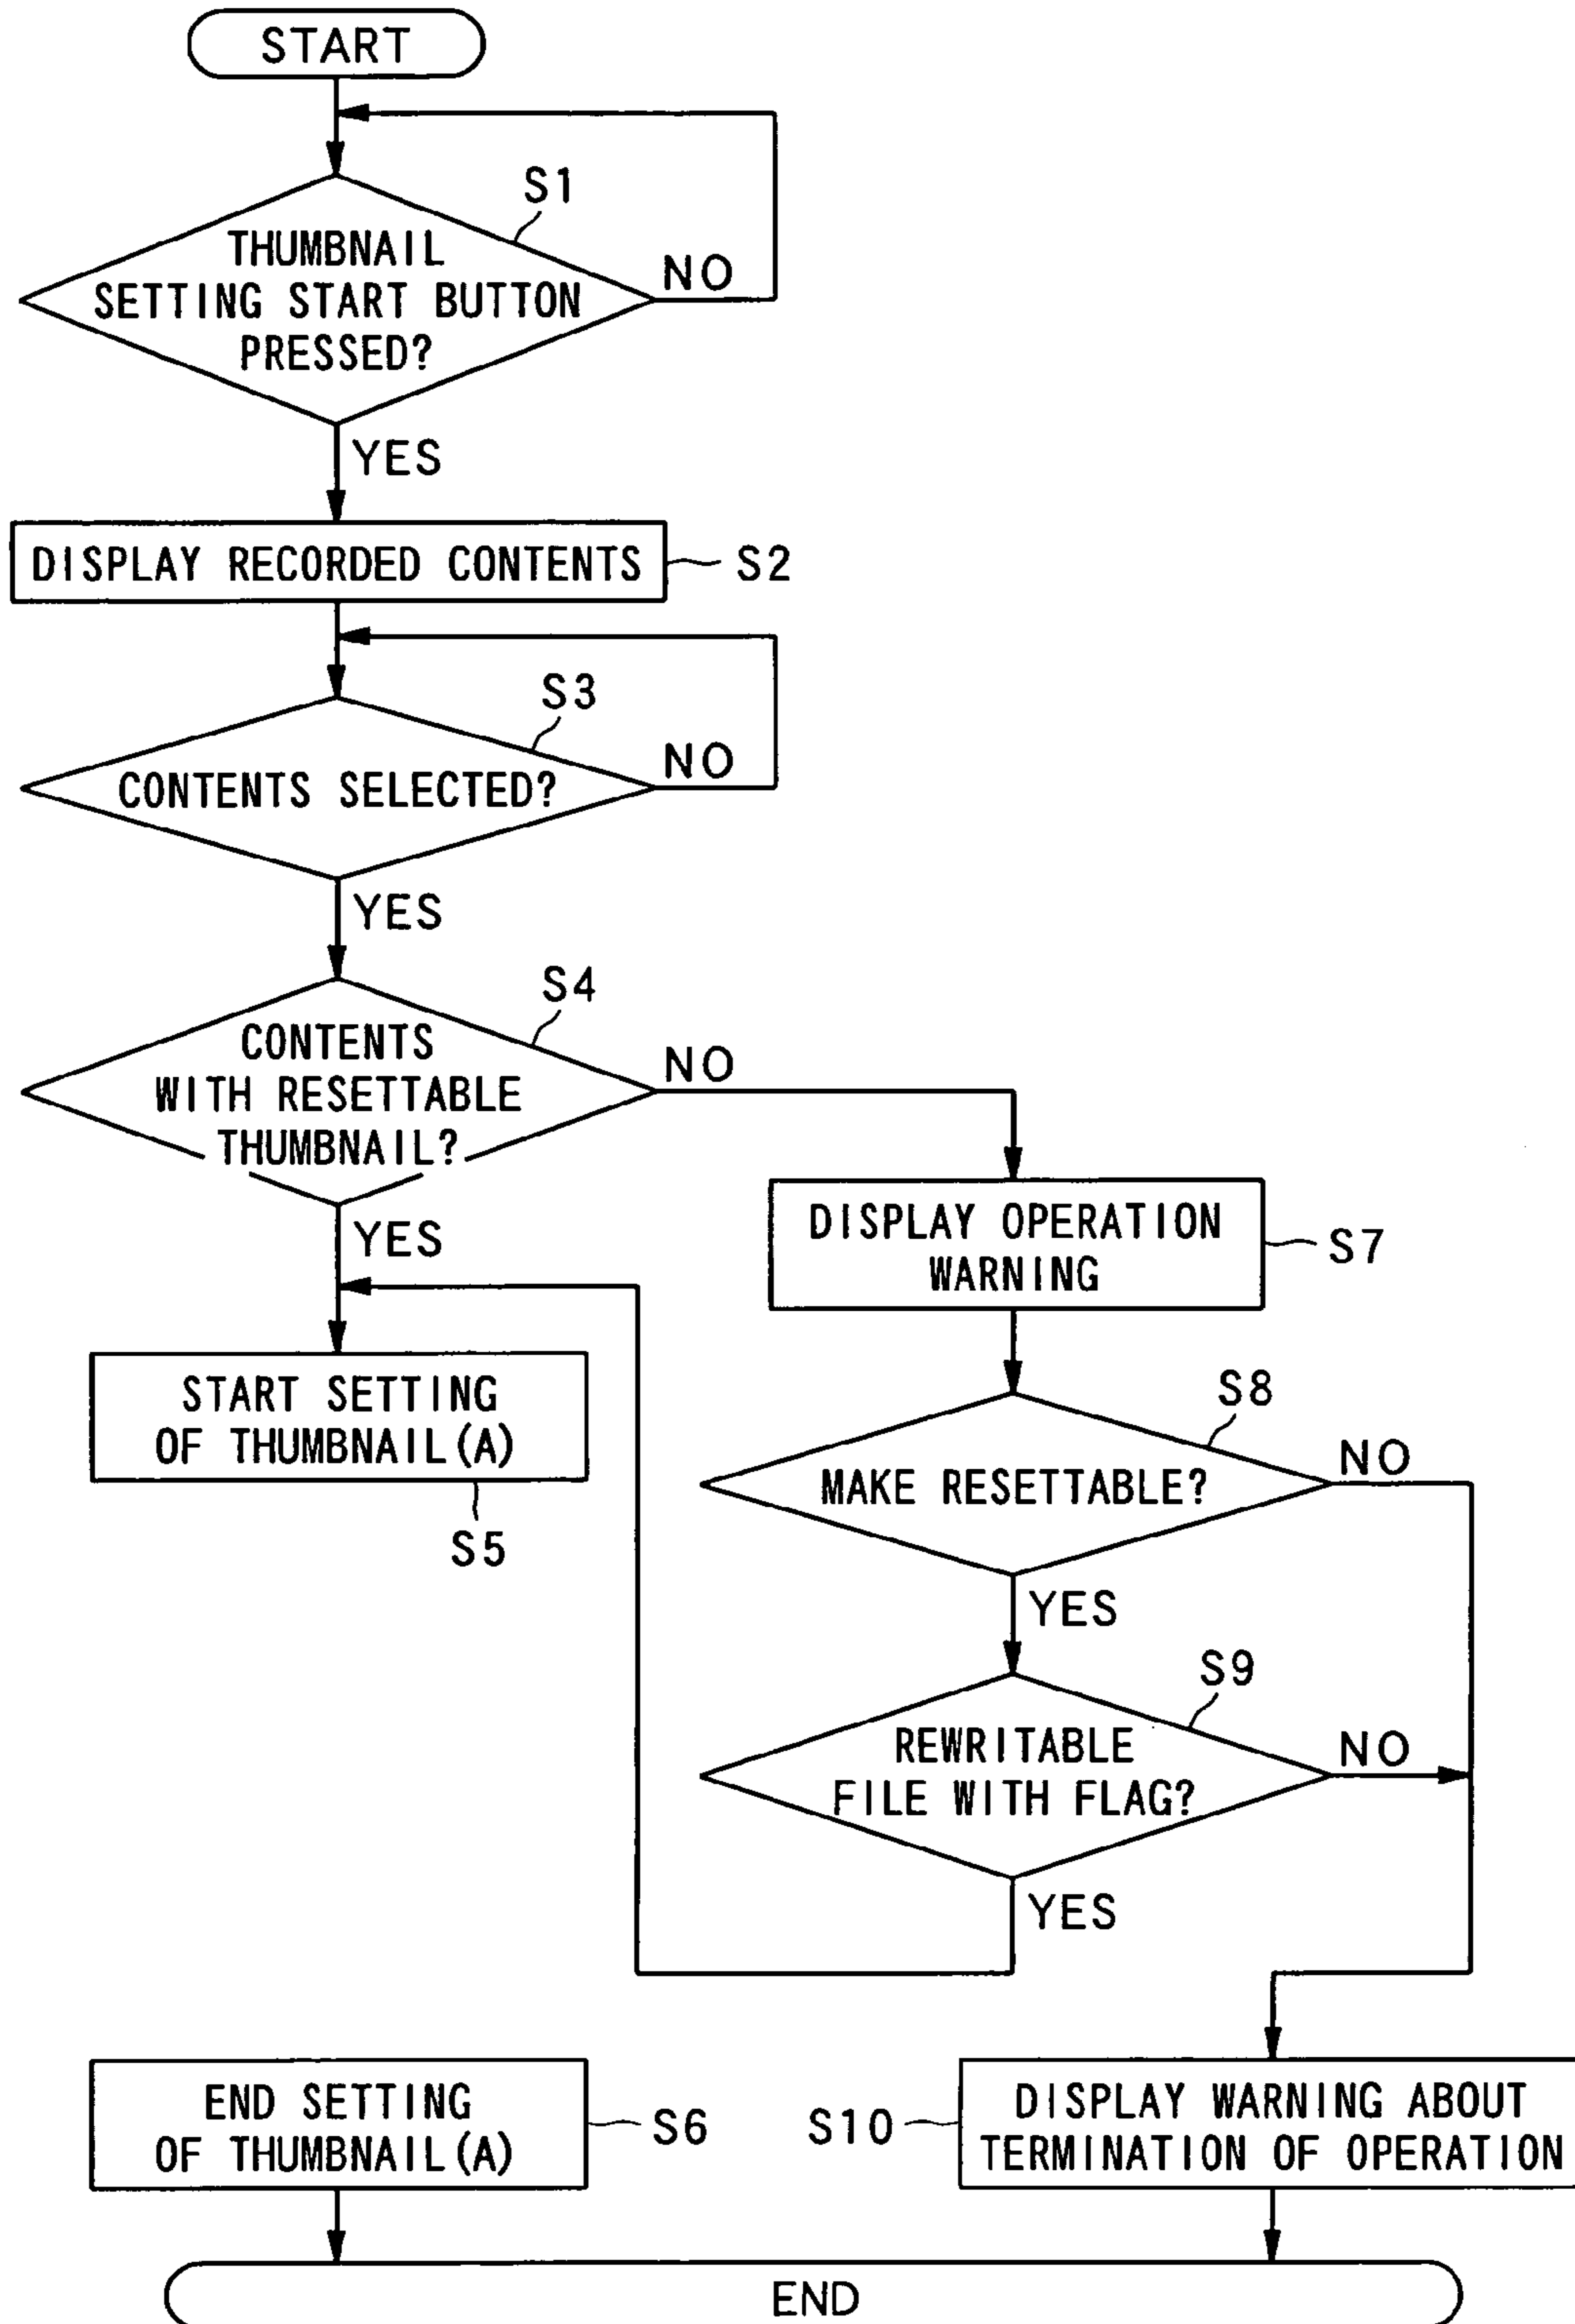 START
S1
THUMBNAIL
SETTING START BUTTON
PRESSED?
NO
YES
DISPLAY RECORDED CONTENTS
S2
S3
CONTENTS SELECTED?
NO
YES
S4
CONTENTS
WITH RESETTABLE
THUMBNAIL?
NO
YES
DISPLAY OPERATION
WARNING
S7
START SETTING
OF THUMBNAIL(A)
S5
S8
MAKE RESETTABLE?
NO
YES
S9
REWRITABLE
FILE WITH FLAG?
NO
YES
END SETTING
OF THUMBNAIL(A)
S6
S10
DISPLAY WARNING ABOUT
TERMINATION OF OPERATION
END